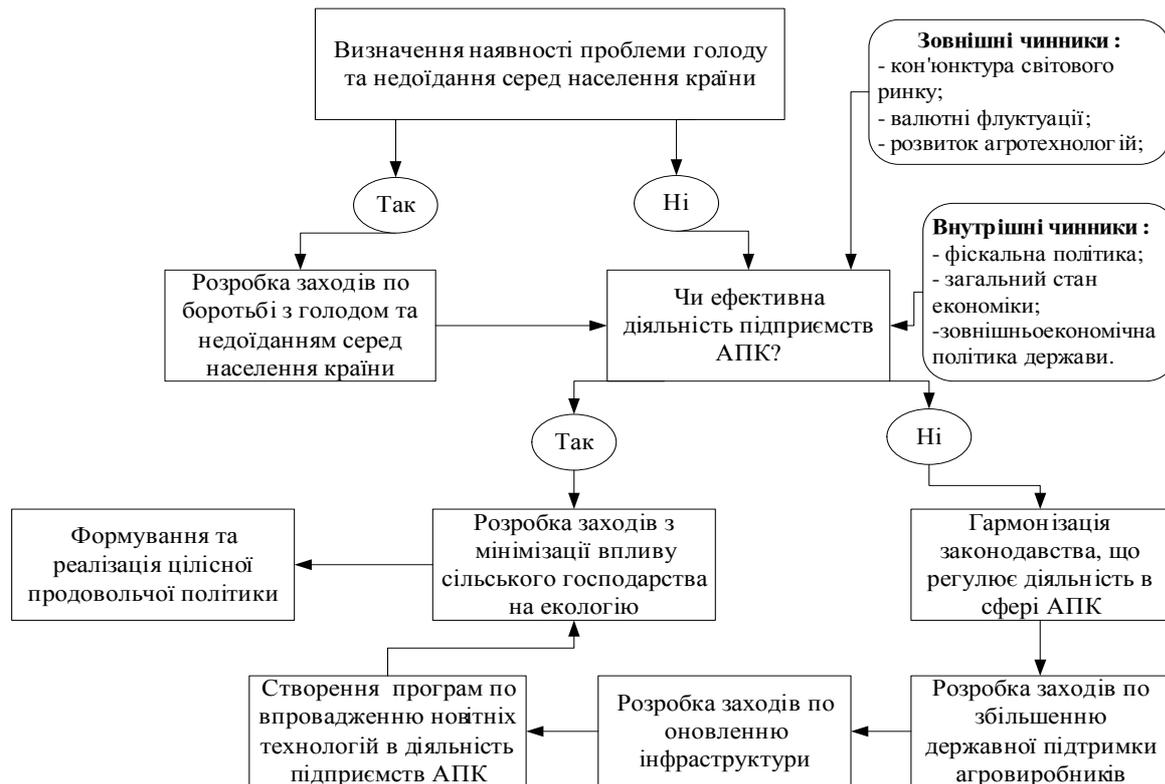 Визначення наявності проблеми голоду
та недоїдання серед населення країни
Зовнішні чинники :
- кон'юнктура світового
ринку;
- валютні флуктуації;
- розвиток агротехнологій;
Так
Ні
Внутрішні чинники :
- фіскальна політика;
- загальний стан
економіки;
-зовнішньоекономічна
політика держави.
Розробка заходів по
боротьбі з голодом та
недоїданням серед
населення країни
Чи ефективна
діяльність підприємств
АПК?
Так
Ні
Формування та
реалізація цілісної
продовольчої політики
Розробка заходів з
мінімізації впливу
сільського господарства
на екологію
Гармонізація
законодавства, що
регулює діяльність в
сфері АПК
Створення програм по
впровадженню новітніх
технологій в діяльність
підприємств АПК
Розробка заходів по
оновленню
інфраструктури
Розробка заходів по
збільшенню
державної підтримки
агровиробників